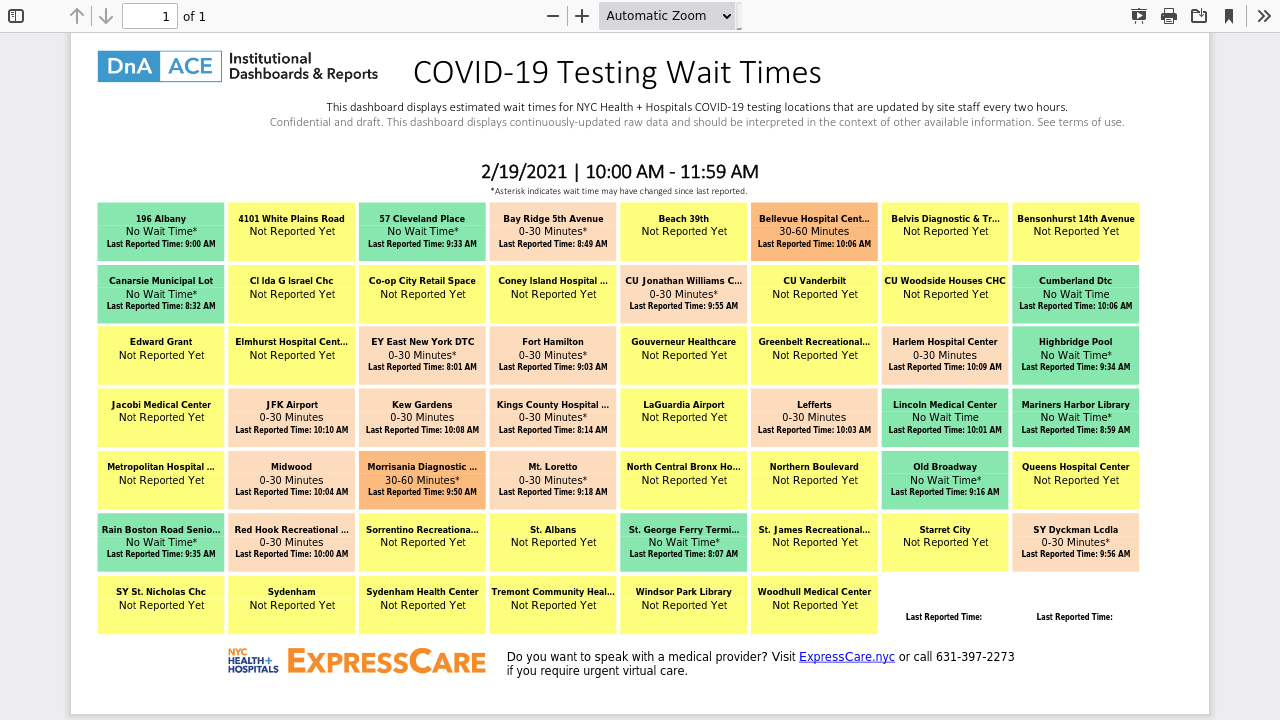 1 of 1
Automatic Zoom
DnA ACE Institutional
Dashboards & Reports
COVID-19 Testing Wait Times
This dashboard displays estimated wait times for NYC Health + Hospitals COVID-19 testing locations that are updated by site staff every two hours.
Confidential and draft. This dashboard displays continuously-updated raw data and should be interpreted in the context of other available information. See terms of use.
2/19/2021 | 10:00 AM - 11:59 AM
*Asterisk indicates wait time may have changed since last reported.
196 Albany
No Wait Time*
Last Reported Time: 9:00 AM
4101 White Plains Road
Not Reported Yet
57 Cleveland Place
No Wait Time*
Last Reported Time: 9:33 AM
Bay Ridge 5th Avenue
0-30 Minutes*
Last Reported Time: 8:49 AM
Beach 39th
Not Reported Yet
Bellevue Hospital Cent...
30-60 Minutes
Last Reported Time: 10:06 AM
Belvis Diagnostic & Tr...
Not Reported Yet
Bensonhurst 14th Avenue
Not Reported Yet
Canarsie Municipal Lot
No Wait Time*
Last Reported Time: 8:32 AM
Cl Ida G Israel Chc
Not Reported Yet
Co-op City Retail Space
Not Reported Yet
Coney Island Hospital ...
Not Reported Yet
CU Jonathan Williams C...
0-30 Minutes*
Last Reported Time: 9:55 AM
CU Vanderbilt
Not Reported Yet
CU Woodside Houses CHC
Not Reported Yet
Cumberland Dtc
No Wait Time
Last Reported Time: 10:06 AM
Edward Grant
Not Reported Yet
Elmhurst Hospital Cent...
Not Reported Yet
EY East New York DTC
0-30 Minutes*
Last Reported Time: 8:01 AM
Fort Hamilton
0-30 Minutes*
Last Reported Time: 9:03 AM
Gouverneur Healthcare
Not Reported Yet
Greenbelt Recreational...
Not Reported Yet
Harlem Hospital Center
0-30 Minutes
Last Reported Time: 10:09 AM
Highbridge Pool
No Wait Time*
Last Reported Time: 9:34 AM
Jacobi Medical Center
Not Reported Yet
JFK Airport
0-30 Minutes
Last Reported Time: 10:10 AM
Kew Gardens
0-30 Minutes
Last Reported Time: 10:08 AM
Kings County Hospital ...
0-30 Minutes*
Last Reported Time: 8:14 AM
LaGuardia Airport
Not Reported Yet
Lefferts
0-30 Minutes
Last Reported Time: 10:03 AM
Lincoln Medical Center
No Wait Time
Last Reported Time: 10:01 AM
Mariners Harbor Library
No Wait Time*
Last Reported Time: 8:59 AM
Metropolitan Hospital ...
Not Reported Yet
Midwood
0-30 Minutes
Last Reported Time: 10:04 AM
Morrisania Diagnostic ...
30-60 Minutes*
Last Reported Time: 9:50 AM
Mt. Loretto
0-30 Minutes*
Last Reported Time: 9:18 AM
North Central Bronx Ho...
Not Reported Yet
Northern Boulevard
Not Reported Yet
Old Broadway
No Wait Time*
Last Reported Time: 9:16 AM
Queens Hospital Center
Not Reported Yet
Rain Boston Road Senio...
No Wait Time*
Last Reported Time: 9:35 AM
Red Hook Recreational ...
0-30 Minutes
Last Reported Time: 10:00 AM
Sorrentino Recreationa...
Not Reported Yet
St. Albans
Not Reported Yet
St. George Ferry Termi...
No Wait Time*
Last Reported Time: 8:07 AM
St. James Recreational...
Not Reported Yet
Starret City
Not Reported Yet
SY Dyckman Lcdla
0-30 Minutes*
Last Reported Time: 9:56 AM
SY St. Nicholas Chc
Not Reported Yet
Sydenham
Not Reported Yet
Sydenham Health Center
Not Reported Yet
Tremont Community Heal...
Not Reported Yet
Windsor Park Library
Not Reported Yet
Woodhull Medical Center
Not Reported Yet
Last Reported Time:
Last Reported Time:
NYC
HEALTH+
HOSPITALS
EXPRESSCARE
Do you want to speak with a medical provider? Visit ExpressCare.nyc or call 631-397-2273
if you require urgent virtual care.